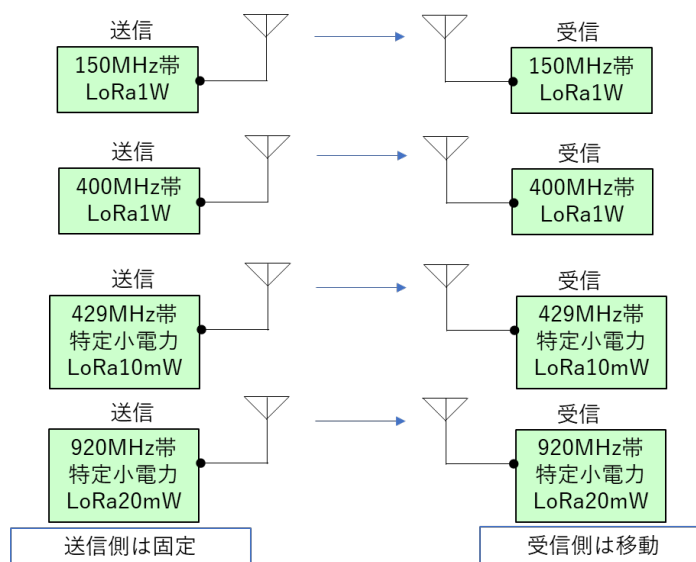 送信
受信
150MHz帯
LoRa1W
150MHz帯
LoRa1W
送信
受信
400MHz帯
LoRa1W
400MHz帯
LoRa1W
送信
受信
429MHz帯
特定小電力
LoRa10mW
429MHz帯
特定小電力
LoRa10mW
送信
受信
920MHz帯
特定小電力
LoRa20mW
920MHz帯
特定小電力
LoRa20mW
送信側は固定
受信側は移動